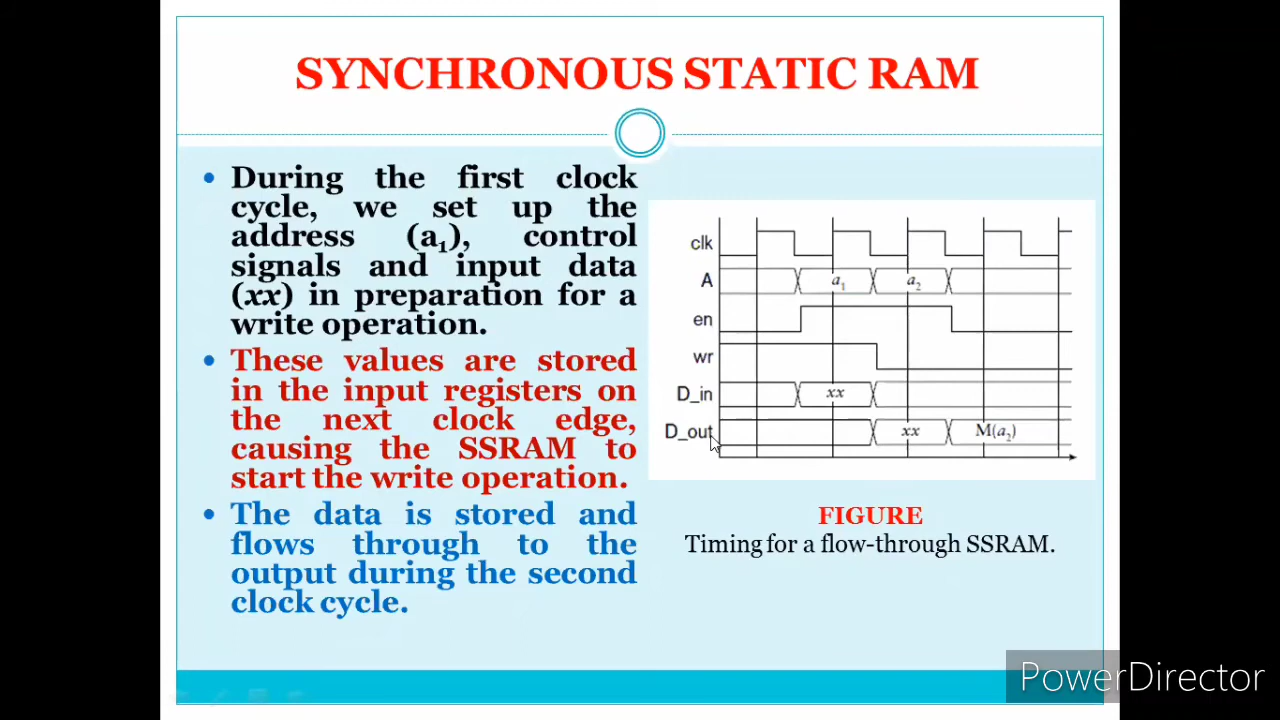 SYNCHRONOUS STATIC RAM
During the first clock
cycle, we set up the
address (a₁), control
signals and input data
(xx) in preparation for a
write operation.
These values are stored
in the input registers on
the next clock edge,
causing the SSRAM to
start the write operation.
The data is stored and
flows through to the
output during the second
clock cycle.
clk
A a₁ a₂
en
wr
D_in xx
D_out xx M(a₂)
FIGURE
Timing for a flow-through SSRAM.
PowerDirector